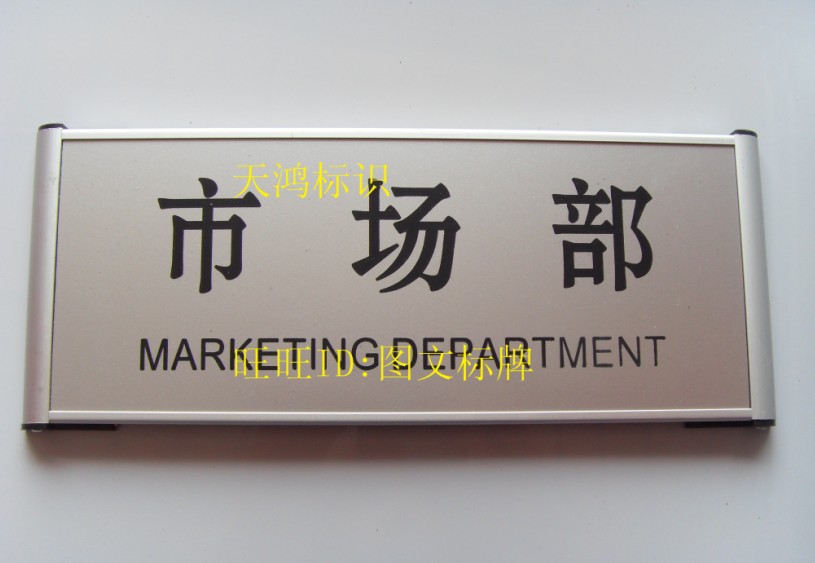 天鸿标识
市 场 部
MARKETING DEPARTMENT
旺旺ID:图文标牌